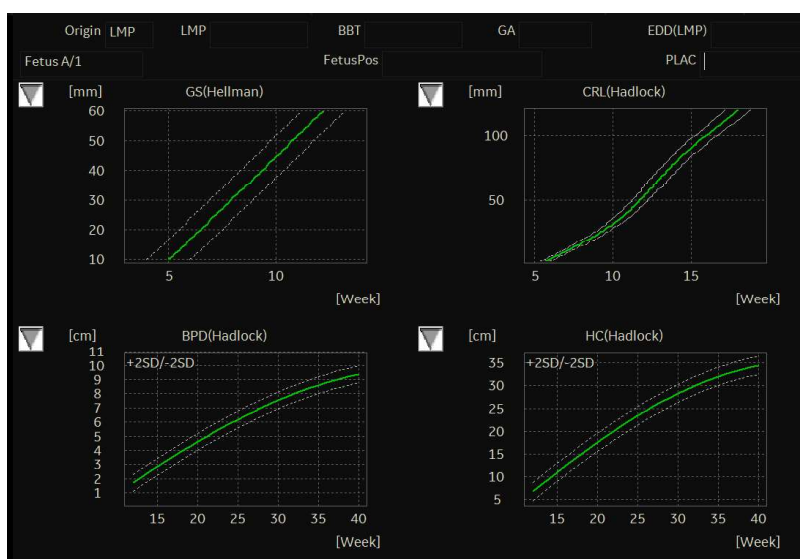 Origin LMP LMP BBT GA EDD(LMP)
Fetus A/1 FetusPos PLAC
[mm] GS(Hellman)
60
50
40
30
20
10
5 10
[Week]
[mm] CRL(Hadlock)
100
50
5 10 15
[Week]
[cm] BPD(Hadlock)
+2SD/-2SD
11
10
9
8
7
6
5
4
3
2
1
15 20 25 30 35 40
[Week]
[cm] HC(Hadlock)
+2SD/-2SD
35
30
25
20
15
10
5
15 20 25 30 35 40
[Week]